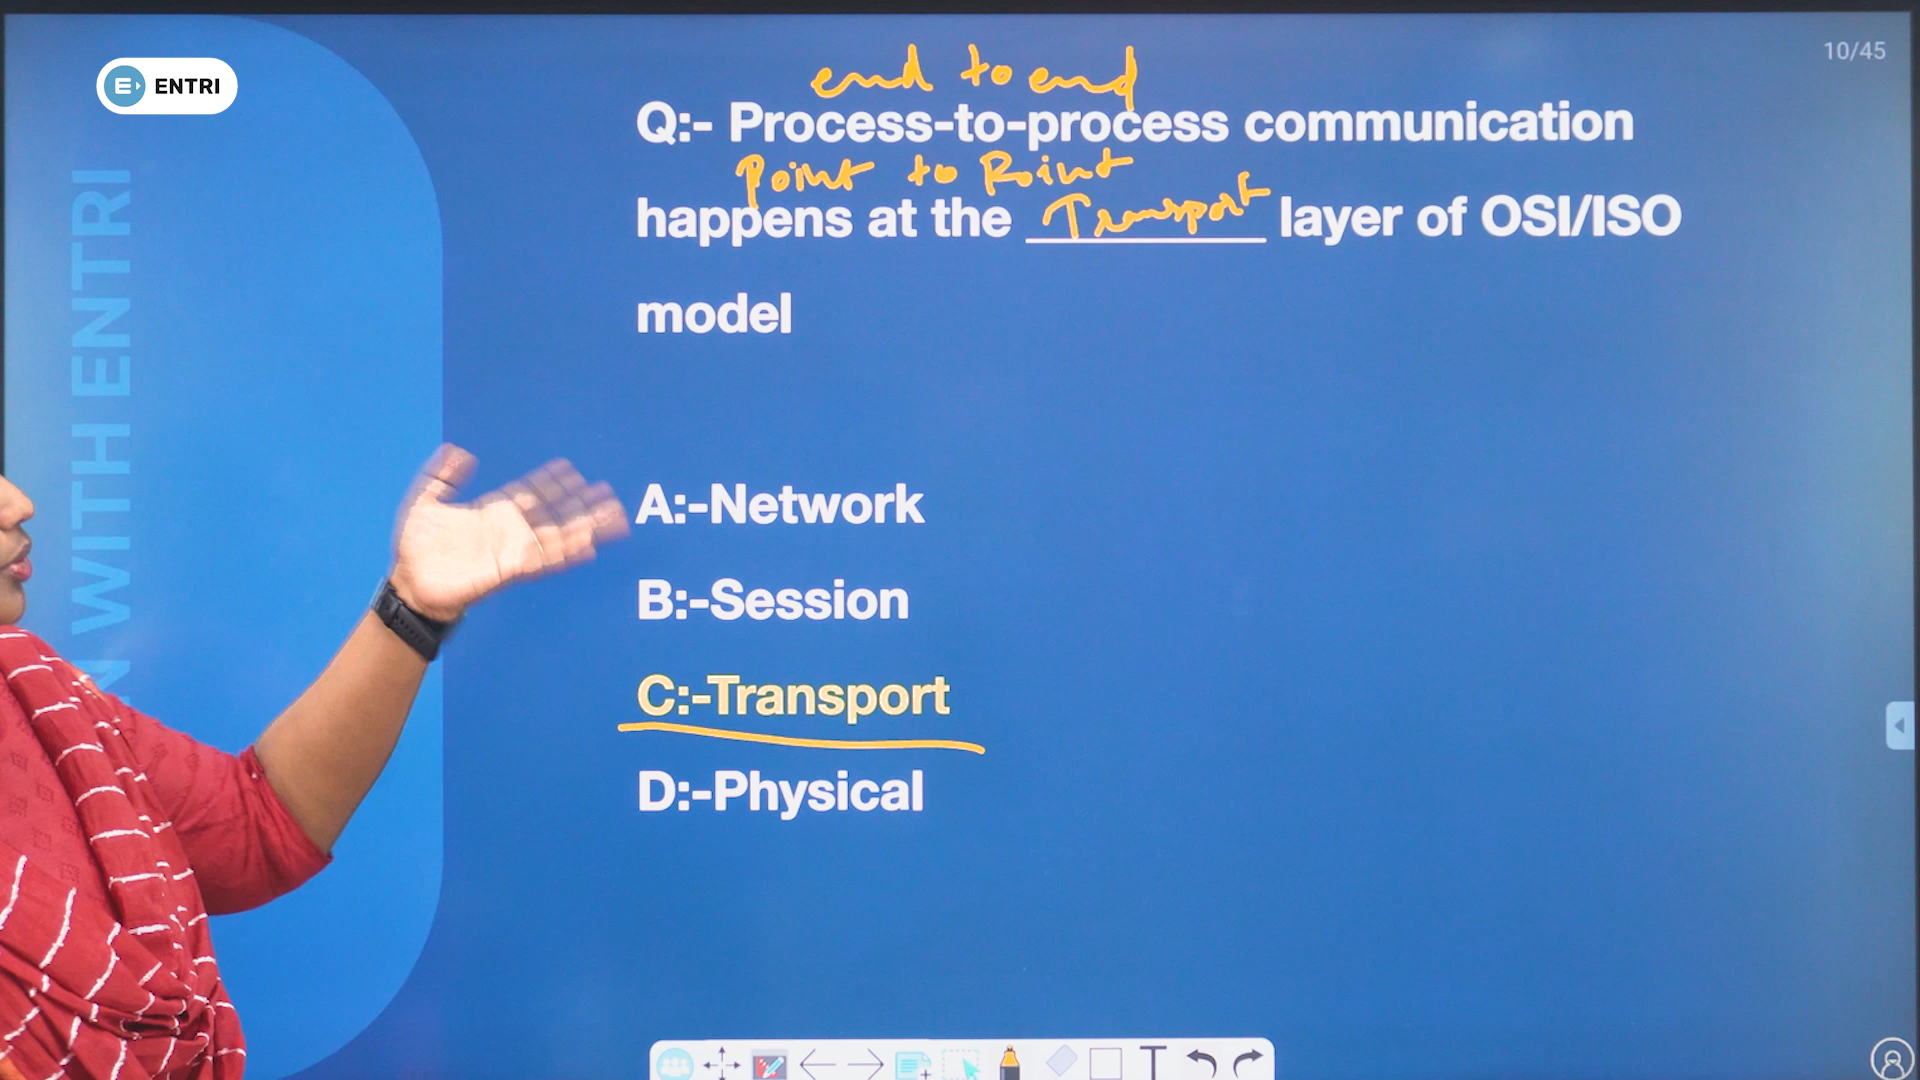 ENTRI
10/45
end to end
Q:- Process-to-process communication
Point to Point
happens at the Transport layer of OSI/ISO
model
A:-Network
B:-Session
C:-Transport
D:-Physical
N WITH ENTRI
T